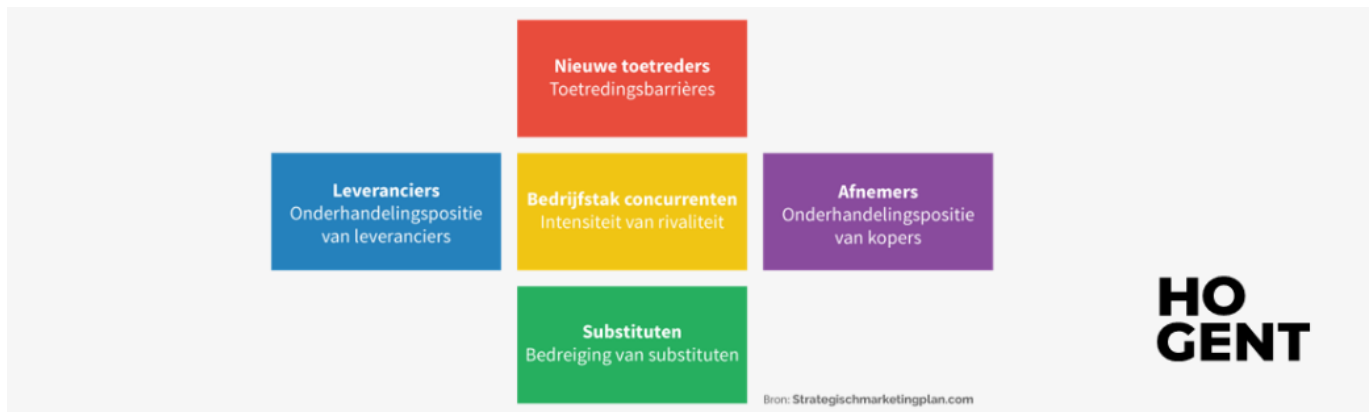 Nieuwe toetreders
Toetredingsbarrières
Leveranciers
Onderhandelingspositie
van leveranciers
Bedrijfstak concurrenten
Intensiteit van rivaliteit
Afnemers
Onderhandelingspositie
van kopers
Substituten
Bedreiging van substituten
Bron: Strategischmarketingplan.com
HO
GENT